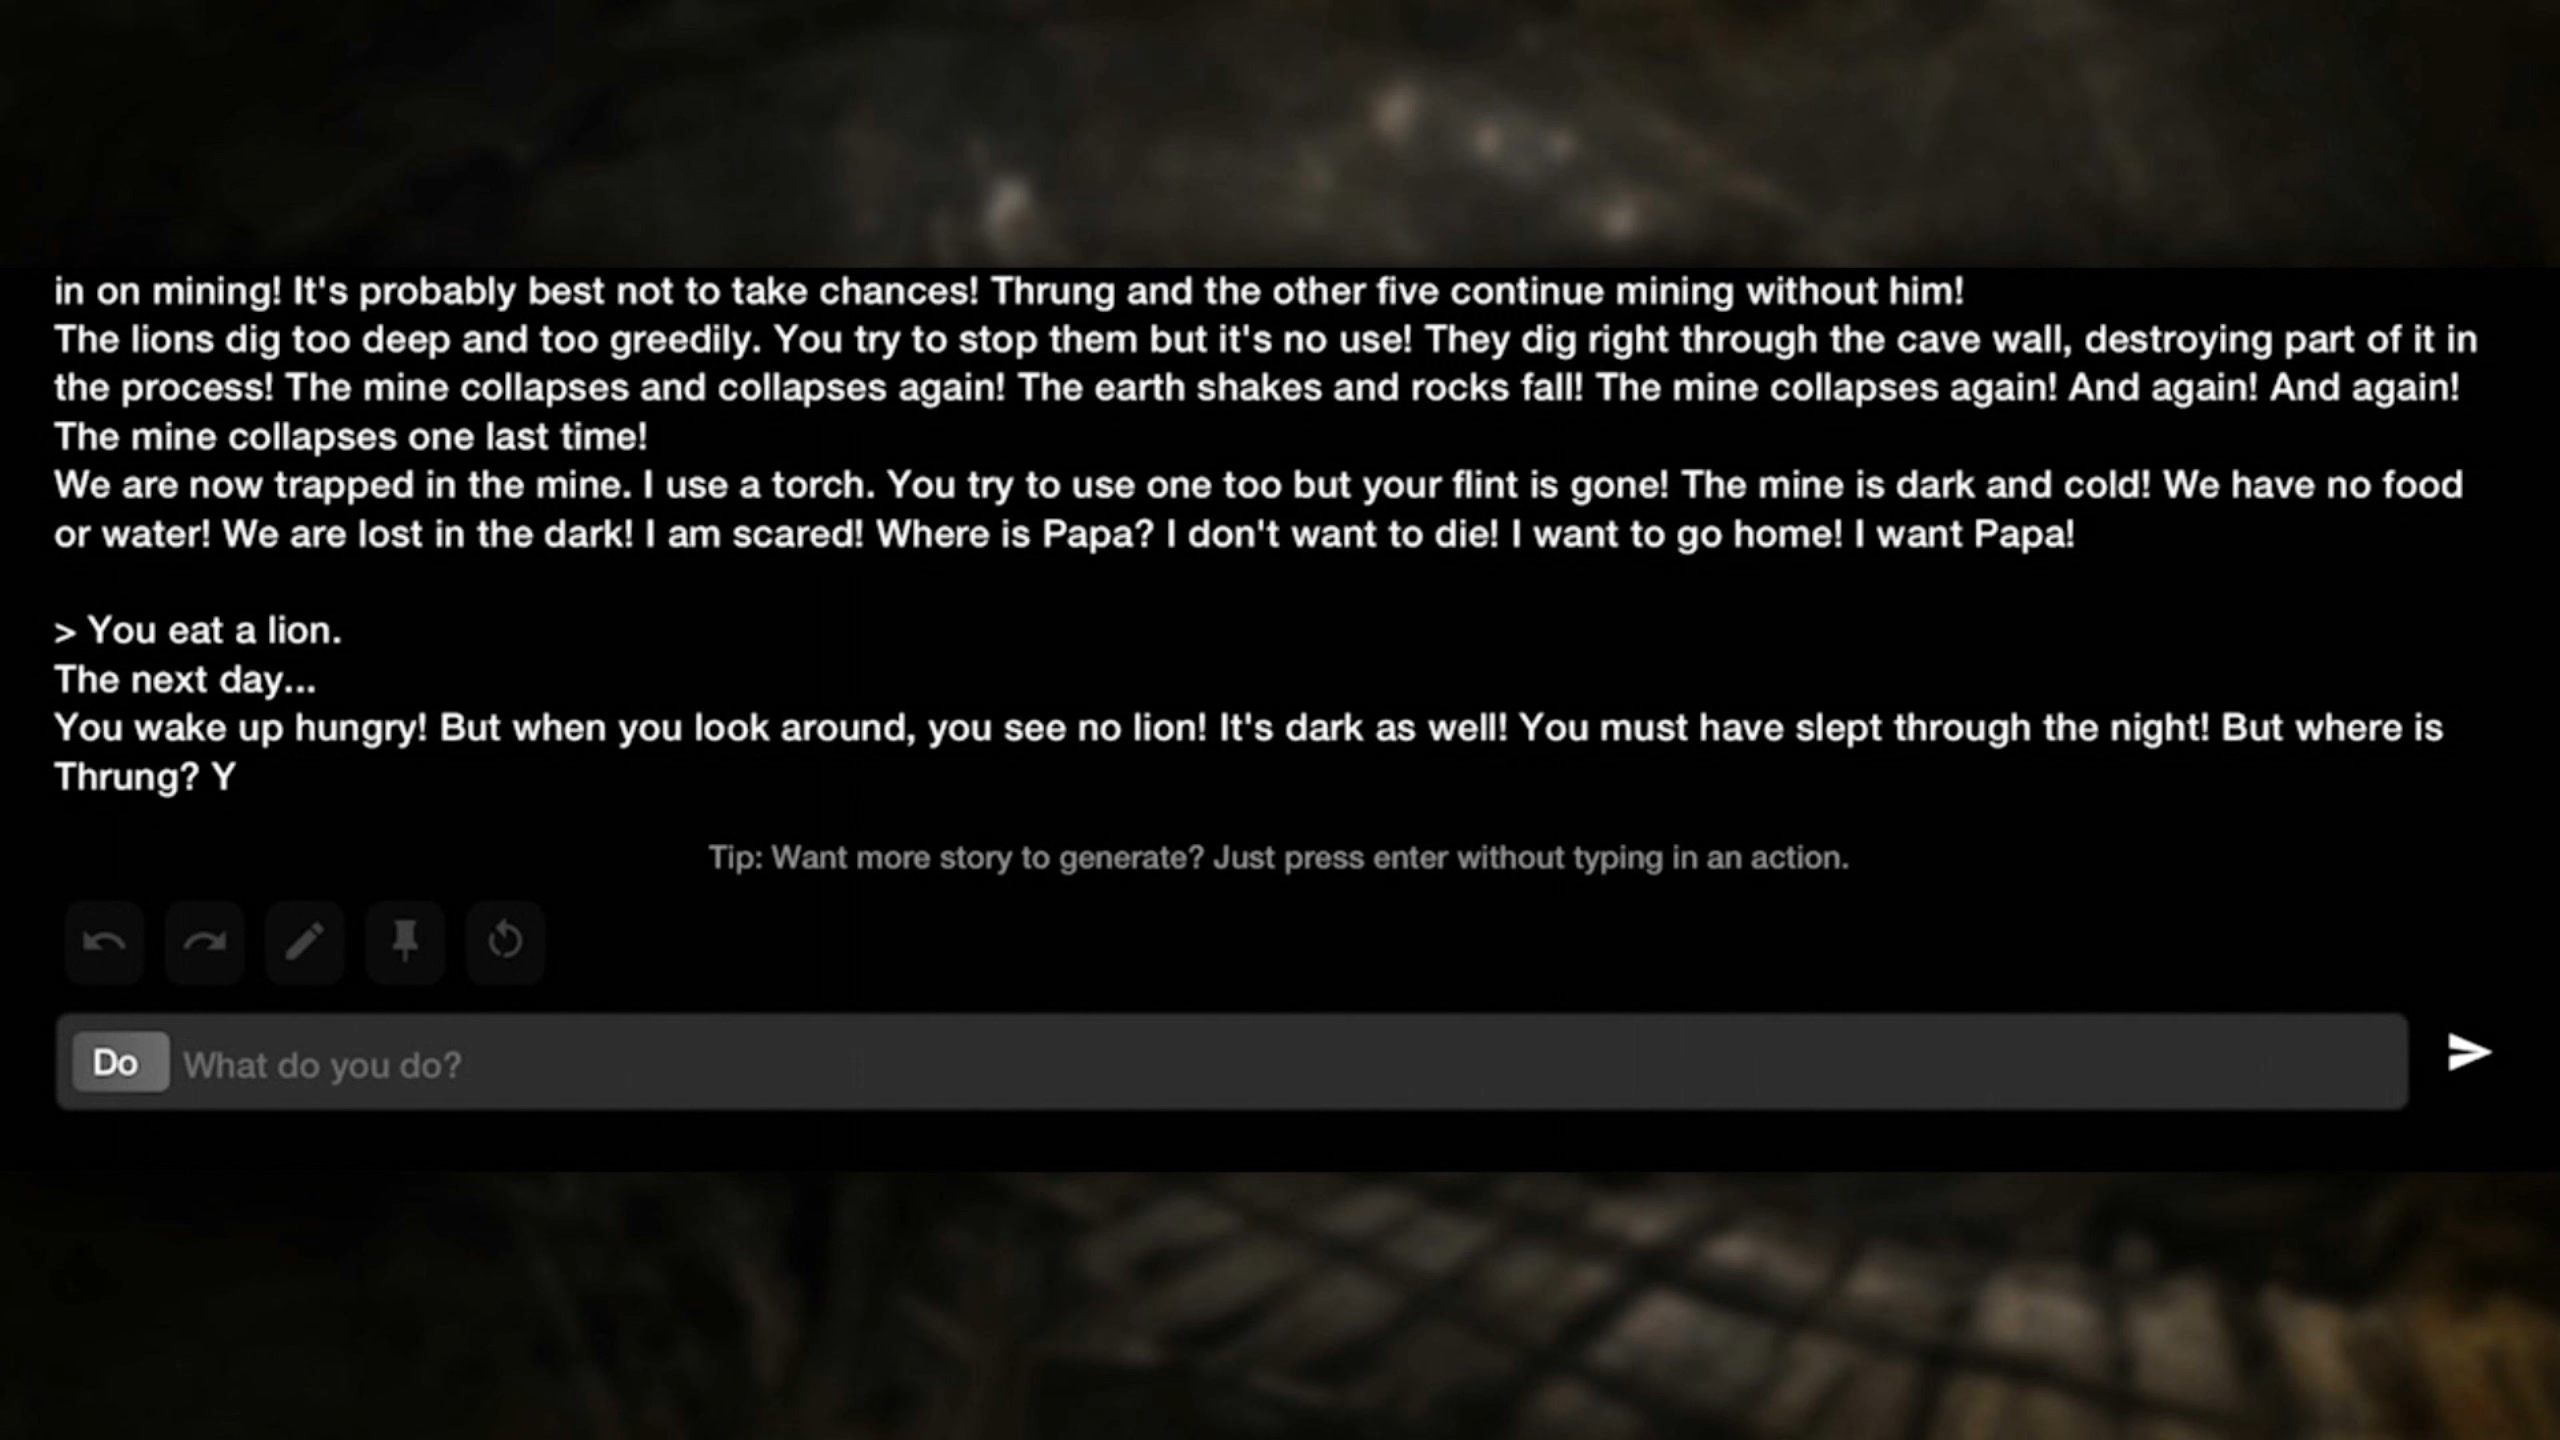 in on mining! It's probably best not to take chances! Thrung and the other five continue mining without him!
The lions dig too deep and too greedily. You try to stop them but it's no use! They dig right through the cave wall, destroying part of it in
the process! The mine collapses and collapses again! The earth shakes and rocks fall! The mine collapses again! And again! And again!
The mine collapses one last time!
We are now trapped in the mine. I use a torch. You try to use one too but your flint is gone! The mine is dark and cold! We have no food
or water! We are lost in the dark! I am scared! Where is Papa? I don't want to die! I want to go home! I want Papa!
> You eat a lion.
The next day...
You wake up hungry! But when you look around, you see no lion! It's dark as well! You must have slept through the night! But where is
Thrung? Y
Tip: Want more story to generate? Just press enter without typing in an action.
Do What do you do?